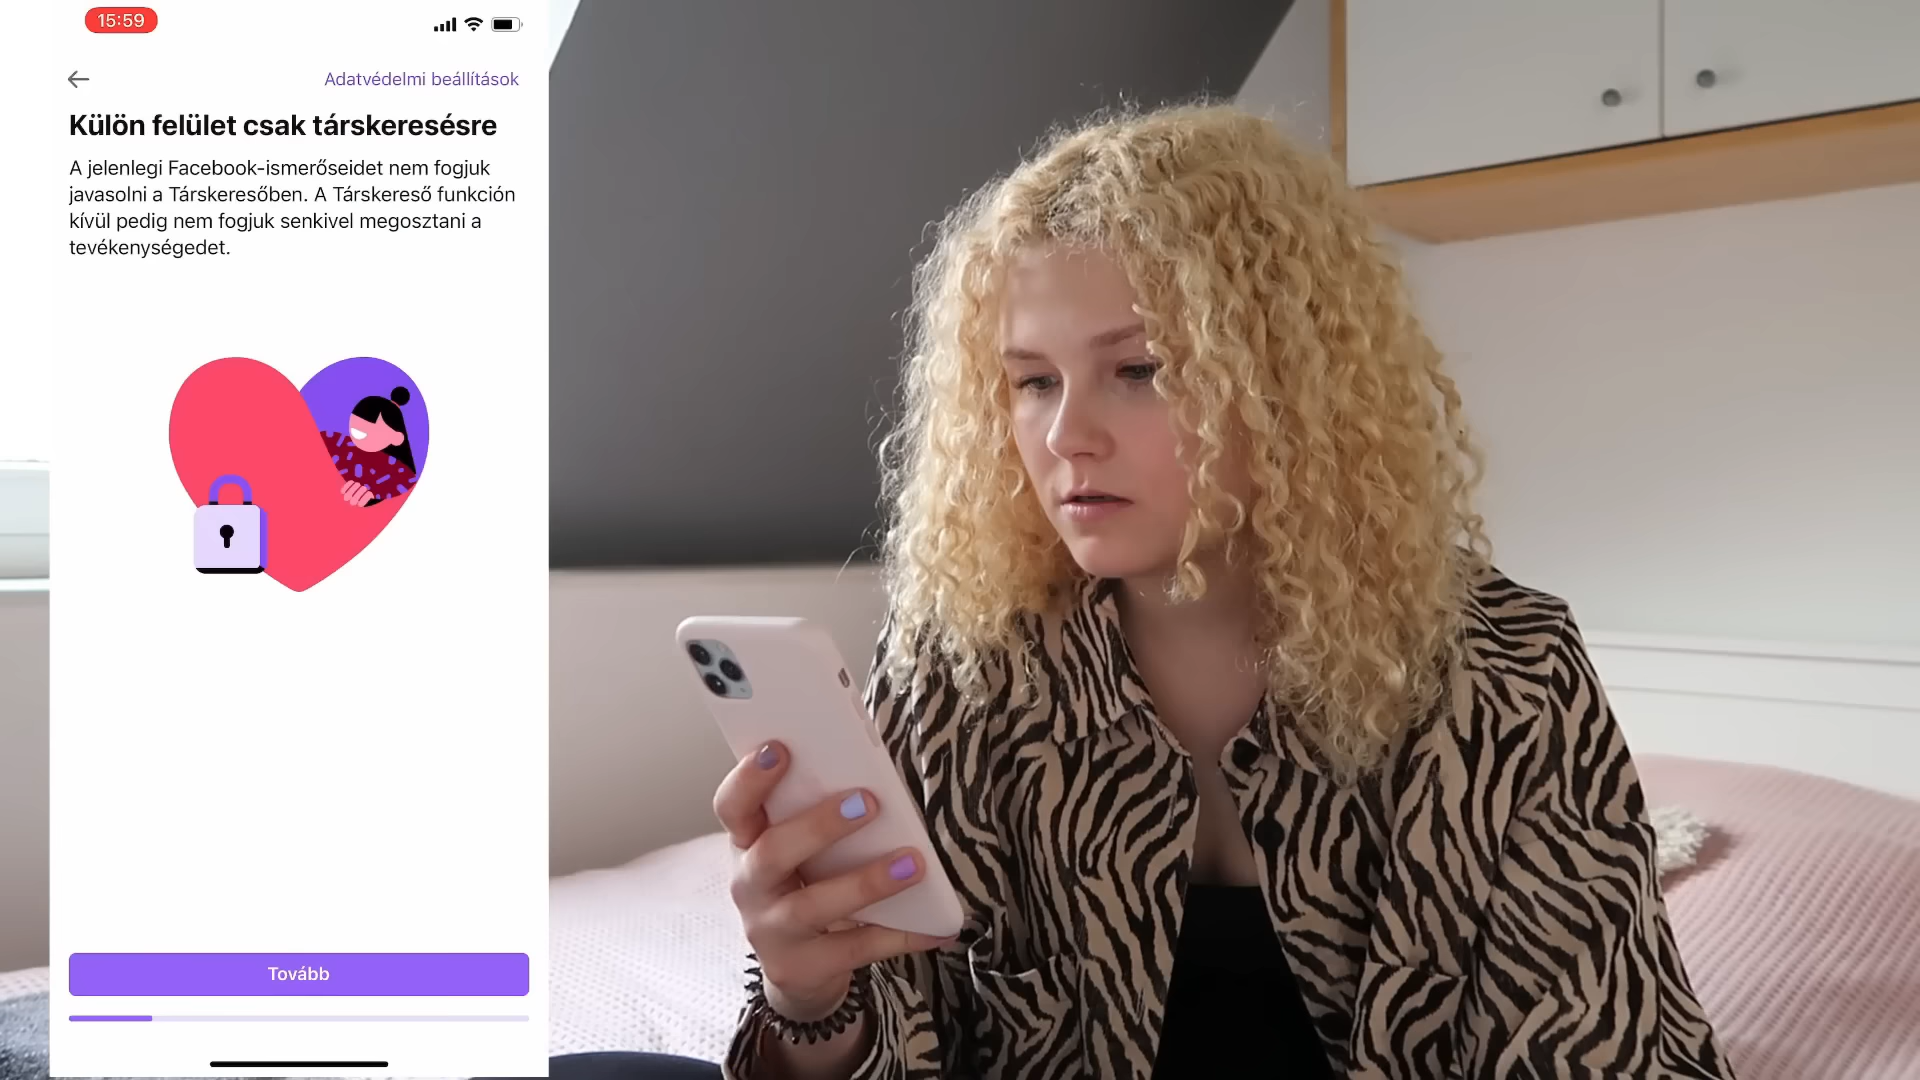 15:59
Adatvédelmi beállítások
Külön felület csak társkeresésre
A jelenlegi Facebook-ismerőseidet nem fogjuk
javasolni a Társkeresőben. A Társkereső funkción
kívül pedig nem fogjuk senkivel megosztani a
tevékenységedet.
Tovább